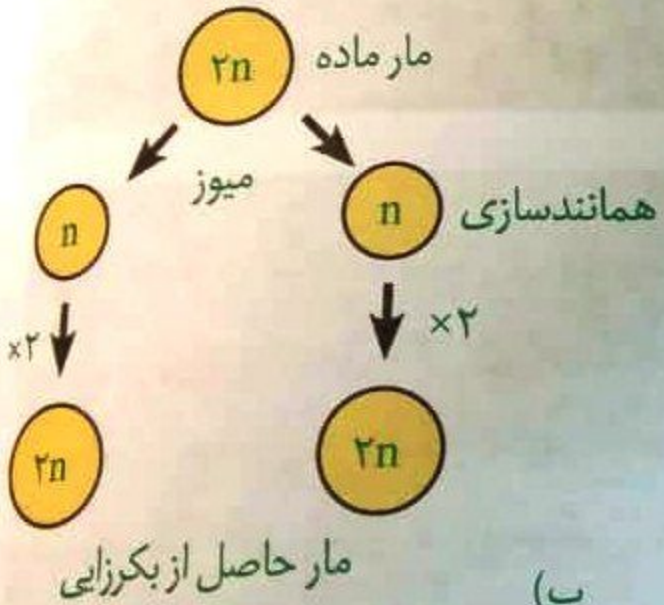 ۲n مار ماده
میوز
n n همانندسازی
×۲ ×۲
۲n ۲n
مار حاصل از بکرزایی
ب)